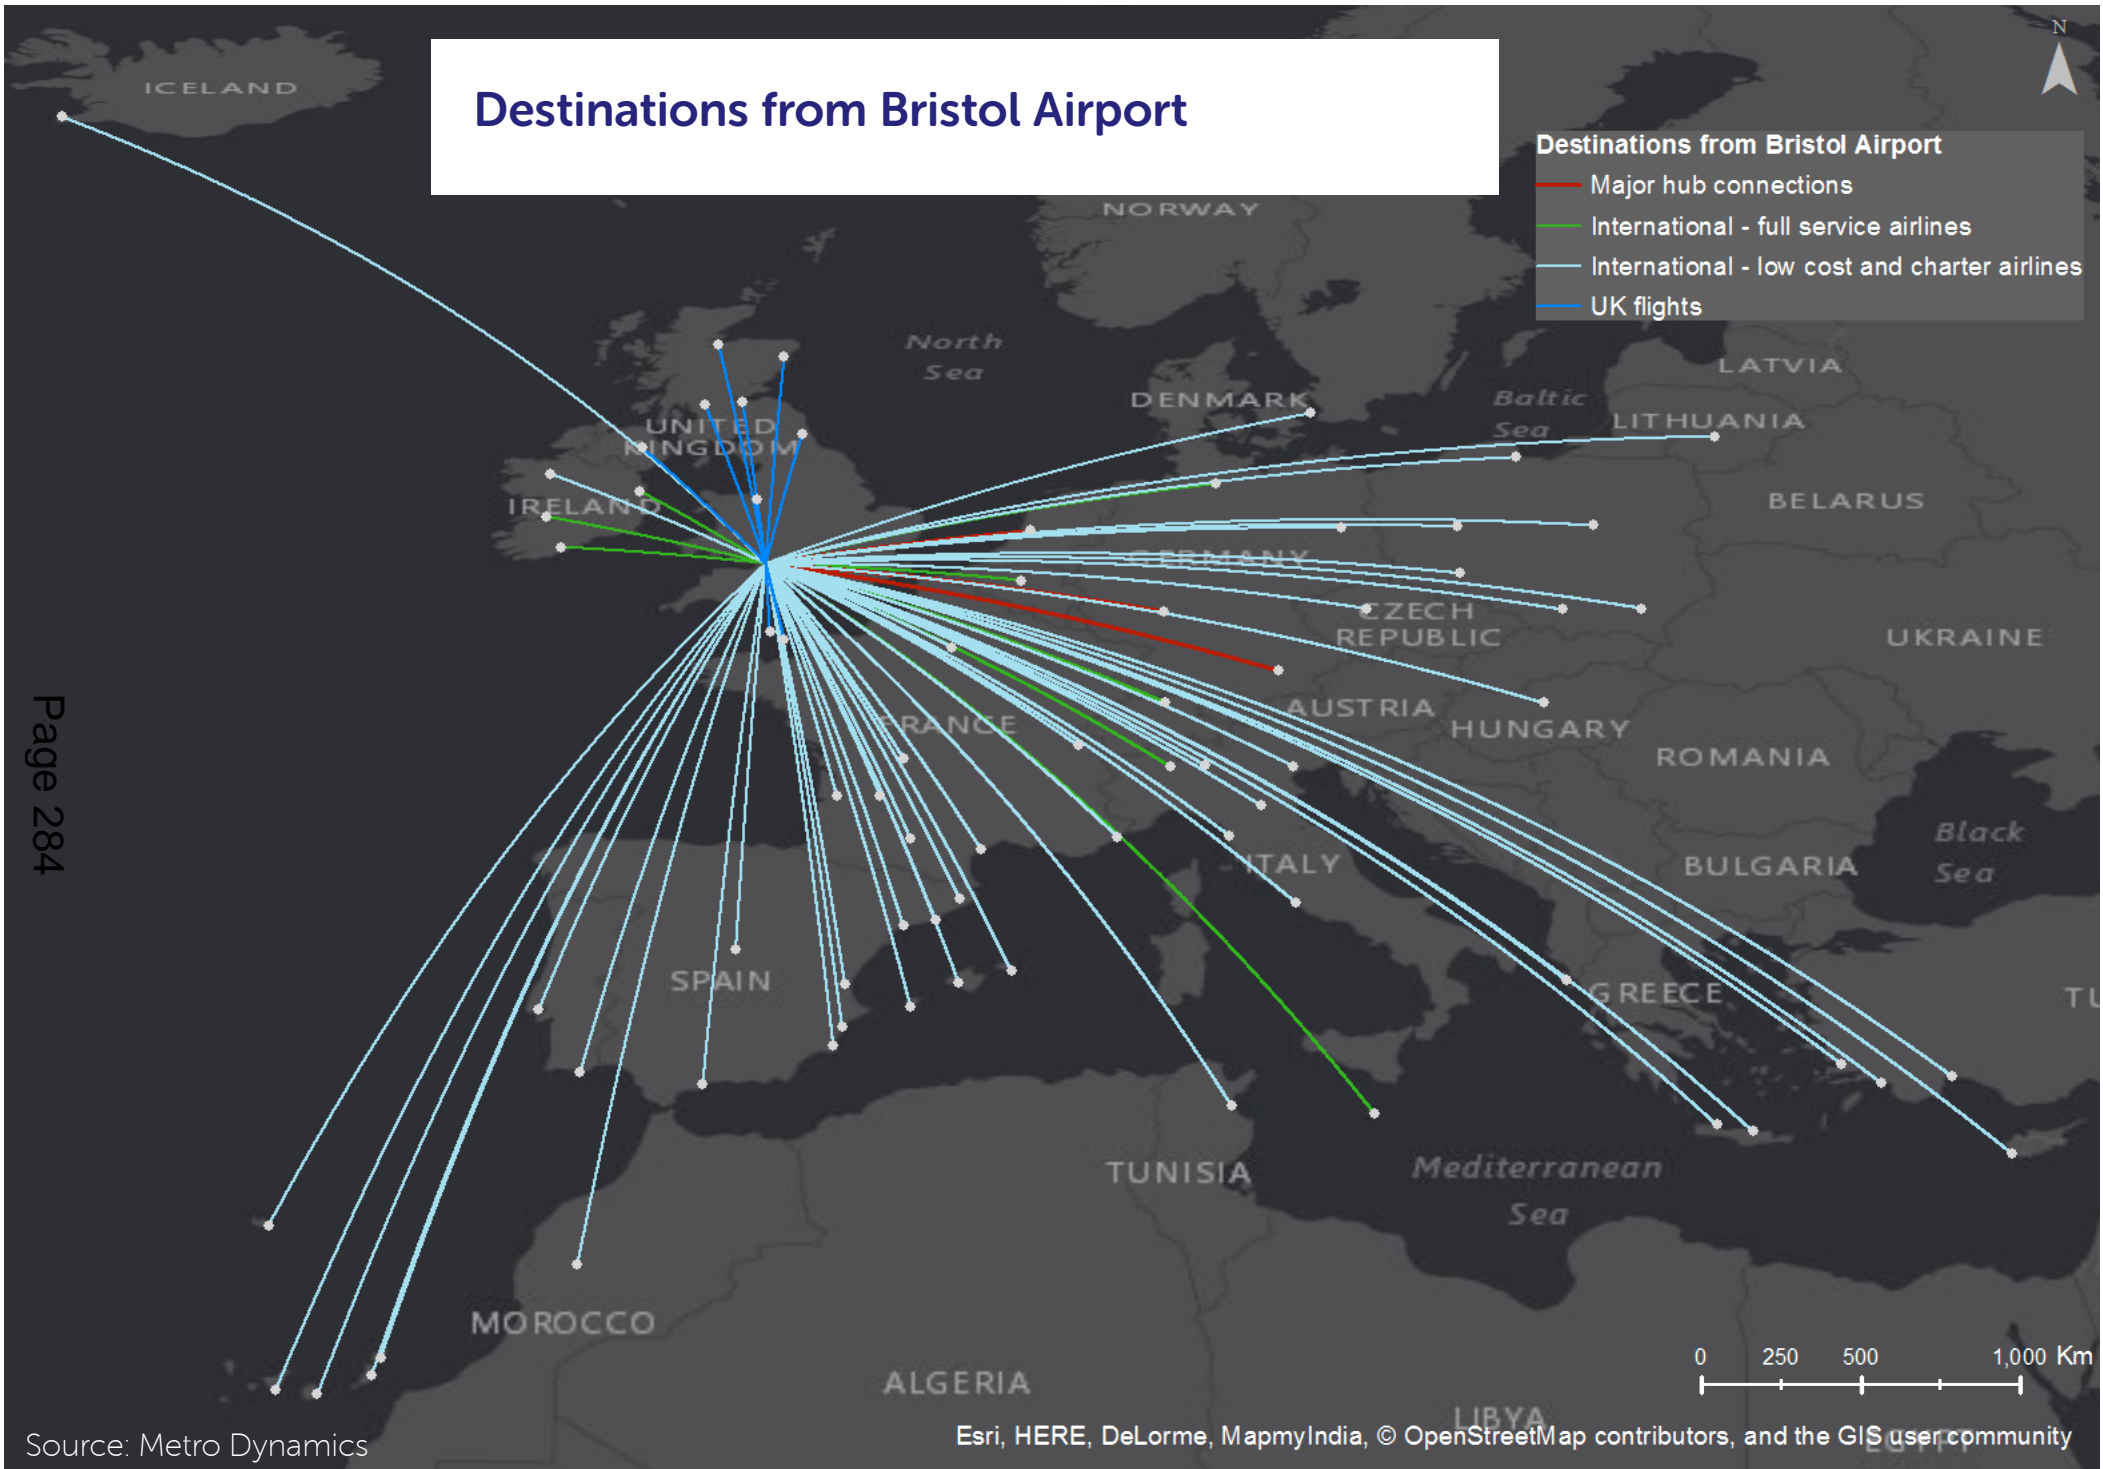 Destinations from Bristol Airport
N
Destinations from Bristol Airport
Major hub connections
International - full service airlines
International - low cost and charter airlines
UK flights
ICELAND
NORWAY
North
Sea
DENMARK
Baltic
Sea
LATVIA
LITHUANIA
UNITED
KINGDOM
IRELAND
BELARUS
GERMANY
CZECH
REPUBLIC
UKRAINE
FRANCE
AUSTRIA
HUNGARY
ROMANIA
Black
Sea
ITALY
BULGARIA
SPAIN
GREECE
TU
TUNISIA
Mediterranean
Sea
MOROCCO
ALGERIA
LIBYA
EGYPT
0 250 500 1,000 Km
Esri, HERE, DeLorme, MapmyIndia, © OpenStreetMap contributors, and the GIS user community
Source: Metro Dynamics
Page 284